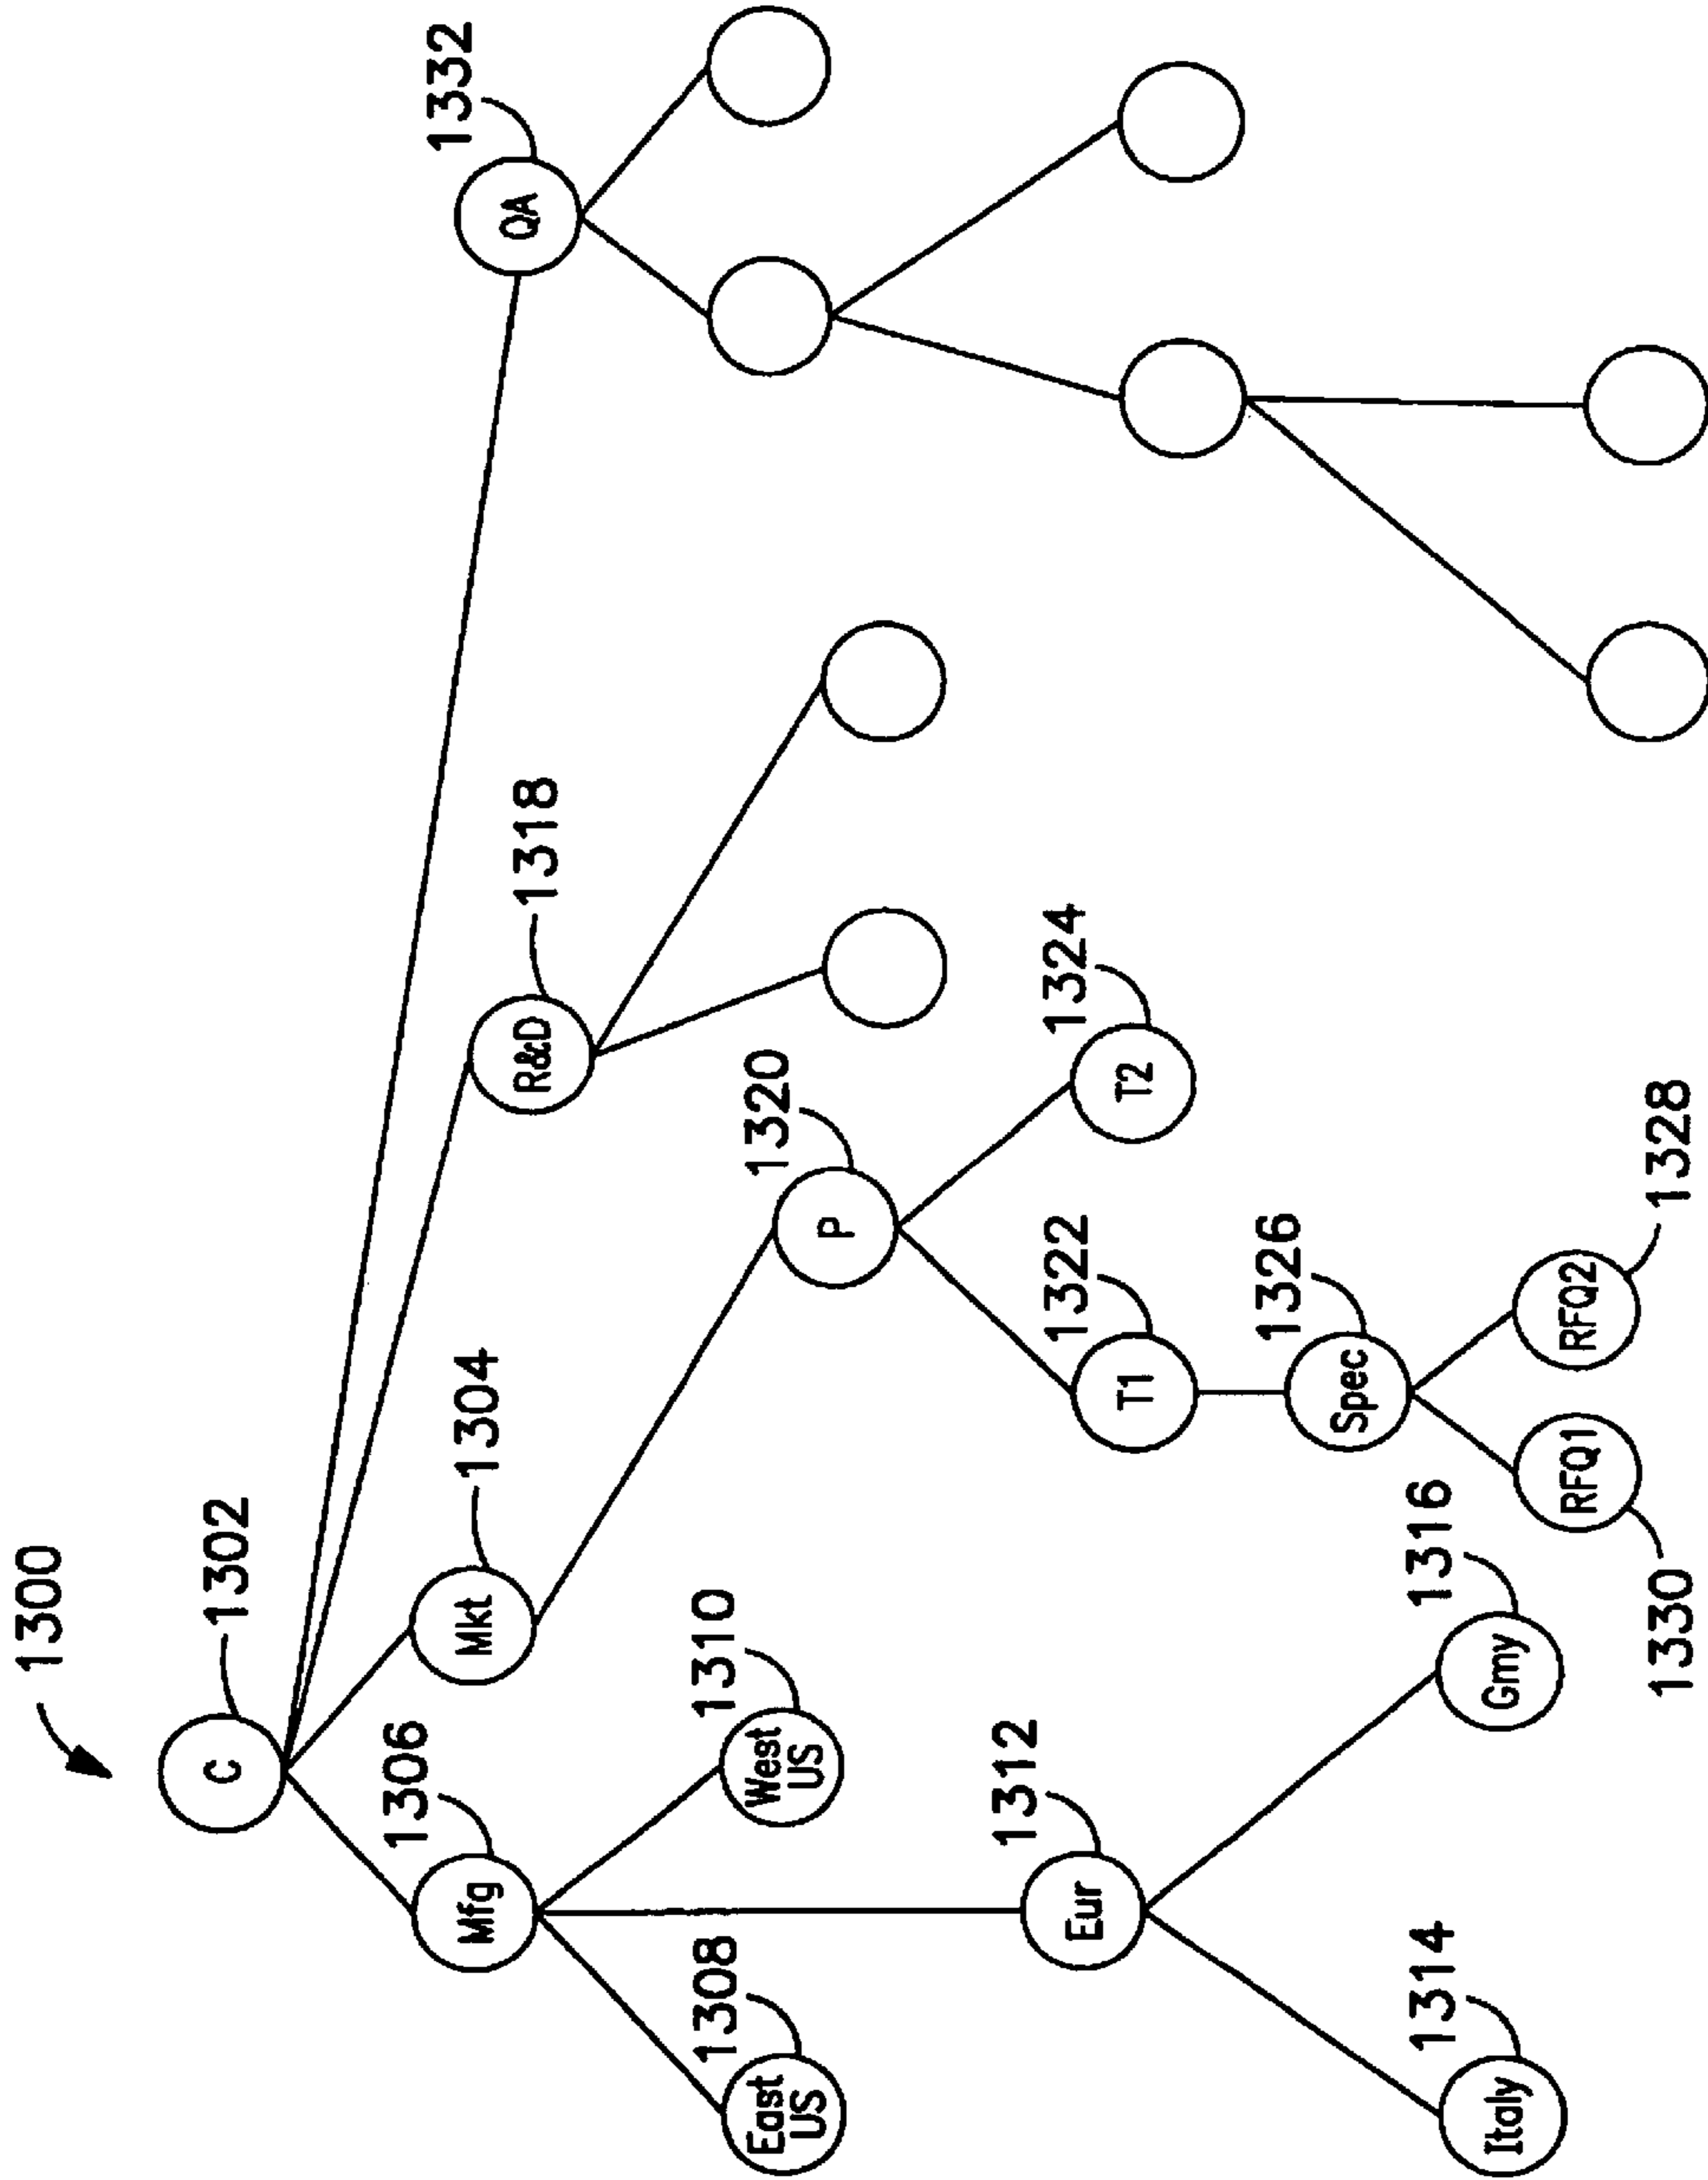 1300
C
1302
Mfg
1306
Mkt
1304
R&D
1318
QA
1332
East
US
1308
West
US
1310
P
1320
Eur
1312
T1
1322
T2
1324
Spec
1326
Italy
1314
Gmy
1316
RFQ1
1330
RFQ2
1328